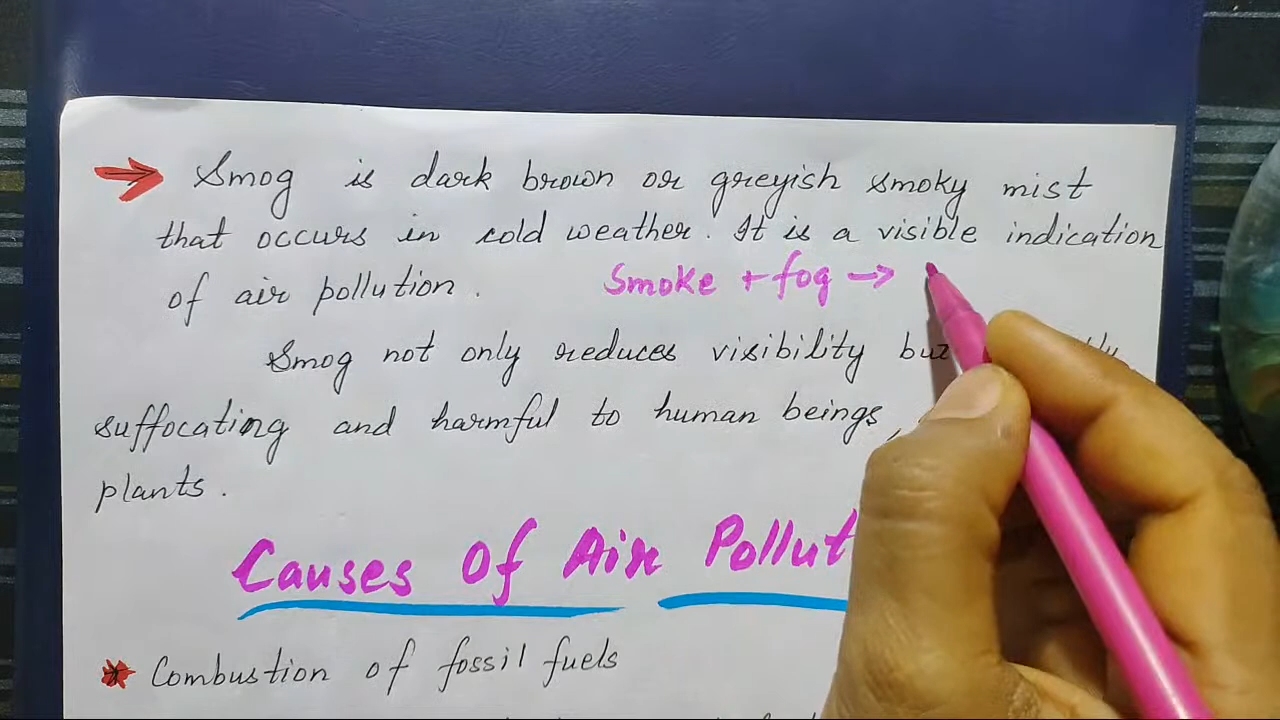 Smog is dark brown or greyish smoky mist
that occurs in cold weather. It is a visible indication
of air pollution. Smoke + fog →
Smog not only reduces visibility
suffocating and harmful to human beings,
plants.
Causes Of Air
Combustion of fossil fuels